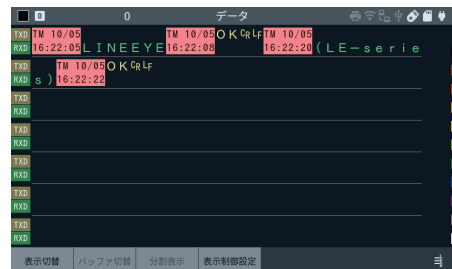 0 0 データ
TXD TM 10/05 TM 10/05 OK CR LF TM 10/05
RXD 16:22:05 LINEEYE 16:22:08 16:22:20 (LE-serie
TXD TM 10/05 OK CR LF
RXD s) 16:22:22
TXD
RXD
TXD
RXD
TXD
RXD
TXD
RXD
TXD
RXD
表示切替 バッファ切替 分割表示 表示制御設定